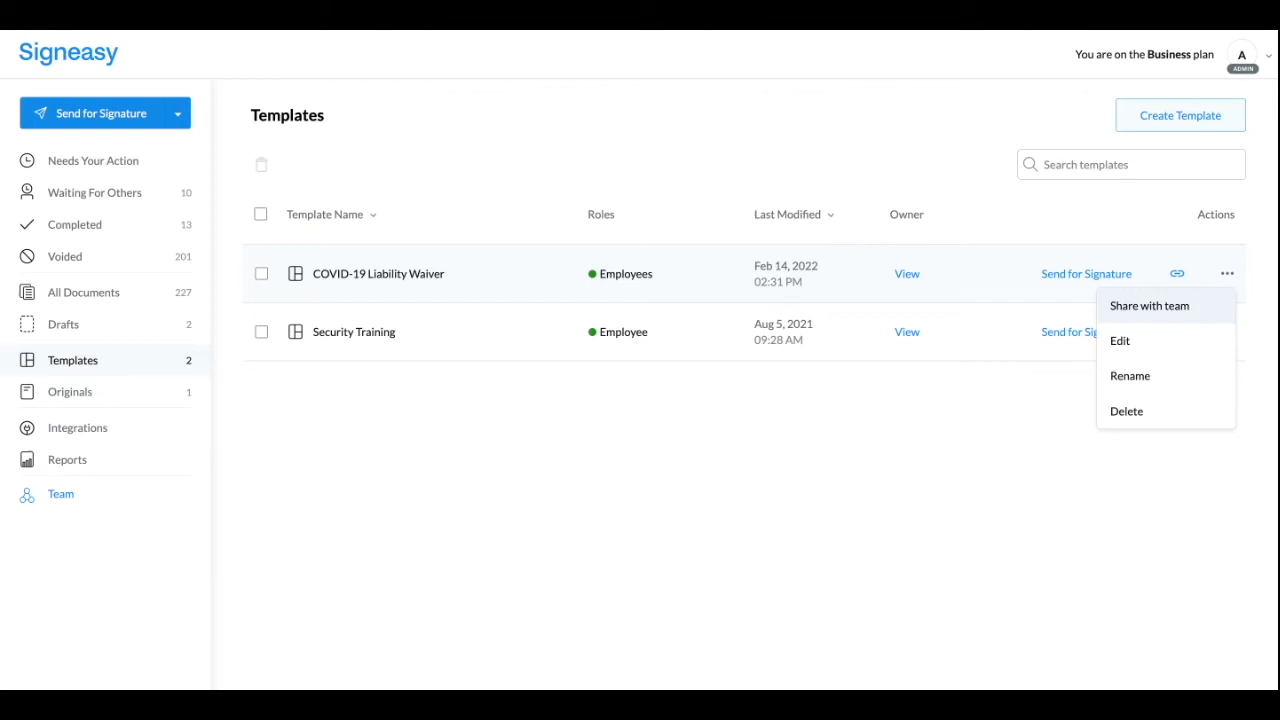 Signeasy
You are on the Business plan
A
ADMIN
Send for Signature
Templates
Create Template
Needs Your Action
Search templates
Waiting For Others 10
Template Name Roles Last Modified Owner Actions
Completed 13
Voided 201
COVID-19 Liability Waiver Employees Feb 14, 2022 View Send for Signature
02:31 PM
All Documents 227
Share with team
Drafts 2
Security Training Employee Aug 5, 2021 View Send for Sig
09:28 AM
Edit
Templates 2
Rename
Originals 1
Delete
Integrations
Reports
Team